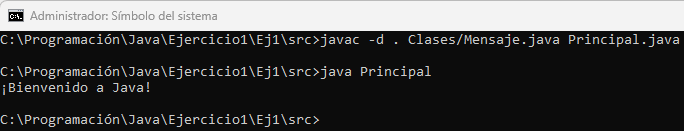 Administrador: Símbolo del sistema
C:\Programación\Java\Ejercicio1\Ej1\src>javac -d . Clases/Mensaje.java Principal.java
C:\Programación\Java\Ejercicio1\Ej1\src>java Principal
¡Bienvenido a Java!
C:\Programación\Java\Ejercicio1\Ej1\src>